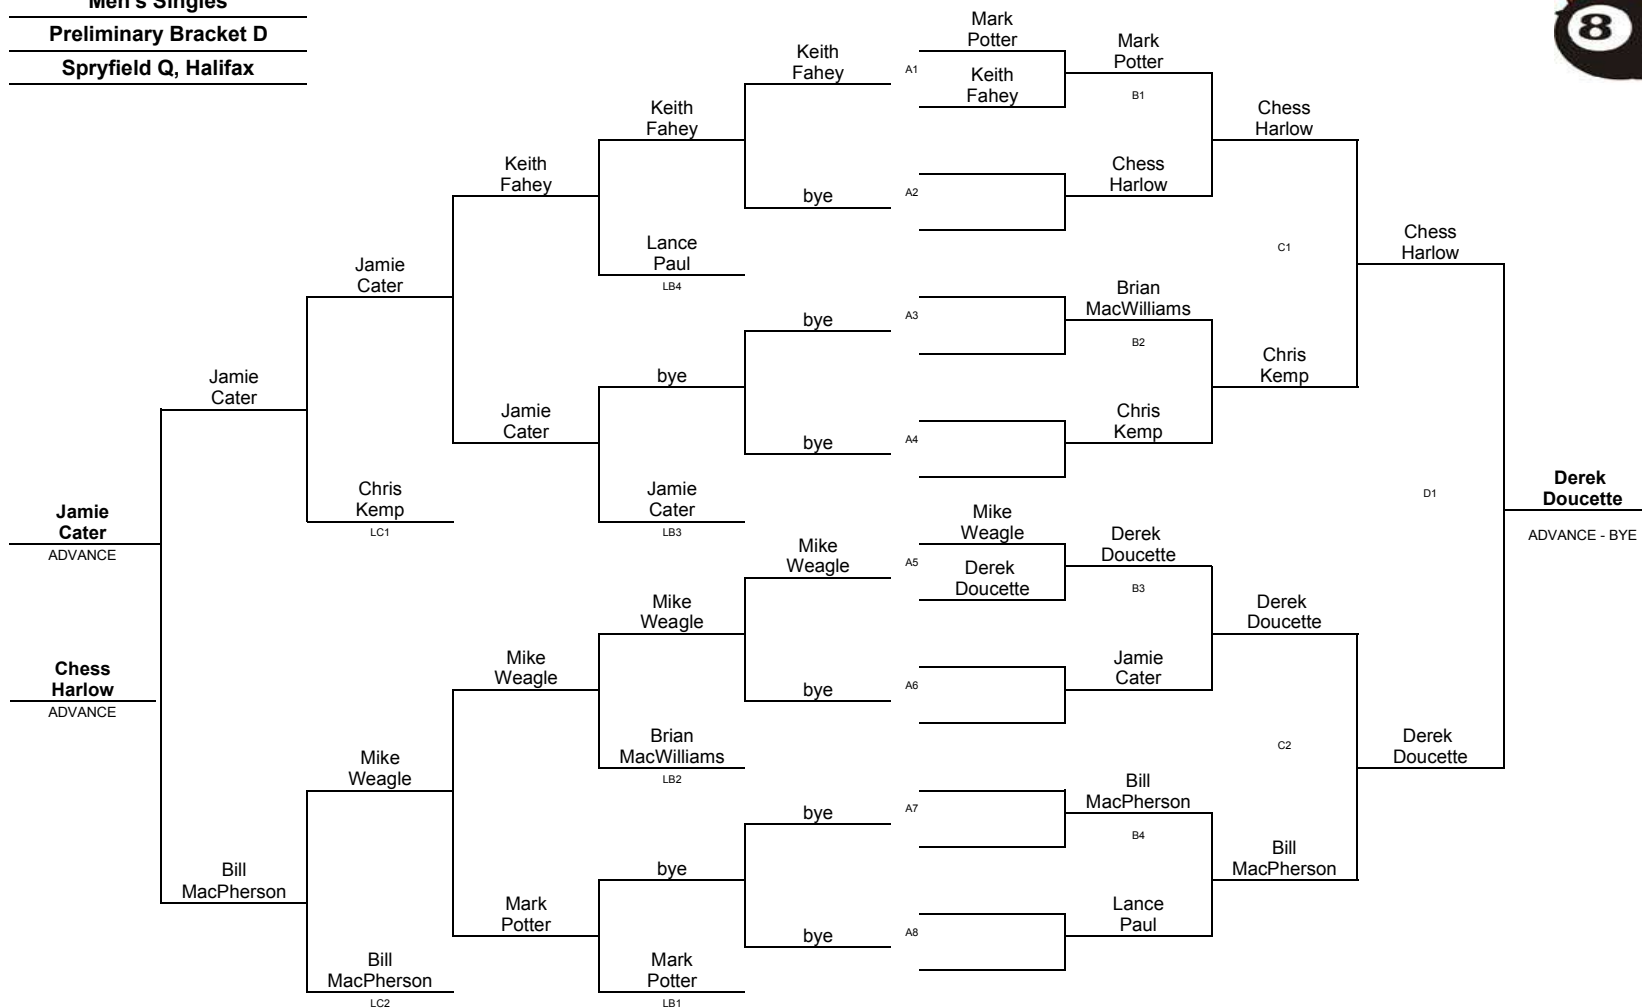 Men's Singles
Preliminary Bracket D
Spryfield Q, Halifax
8
Jamie
Cater
ADVANCE
Chess
Harlow
ADVANCE
Jamie
Cater
Bill
MacPherson
Jamie
Cater
Chris
Kemp
LC1
Mike
Weagle
Bill
MacPherson
LC2
Keith
Fahey
Jamie
Cater
Mike
Weagle
Mark
Potter
Keith
Fahey
Lance
Paul
LB4
bye
Jamie
Cater
LB3
Mike
Weagle
Brian
MacWilliams
LB2
bye
Mark
Potter
LB1
Keith
Fahey
bye
bye
bye
Mike
Weagle
bye
bye
bye
A1
A2
A3
A4
A5
A6
A7
A8
Mark
Potter
Keith
Fahey
Mike
Weagle
Derek
Doucette
Mark
Potter
B1
Chess
Harlow
Brian
MacWilliams
B2
Chris
Kemp
Derek
Doucette
B3
Jamie
Cater
Bill
MacPherson
B4
Lance
Paul
Chess
Harlow
C1
Chris
Kemp
Derek
Doucette
C2
Bill
MacPherson
Chess
Harlow
D1
Derek
Doucette
Derek
Doucette
ADVANCE - BYE